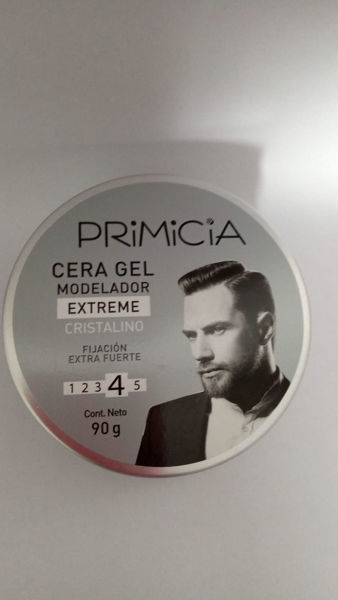 PRiMiCiA
CERA GEL
MODELADOR
EXTREME
CRISTALINO
FIJACIÓN
EXTRA FUERTE
1 2 3 4 5
Cont. Neto
90 g